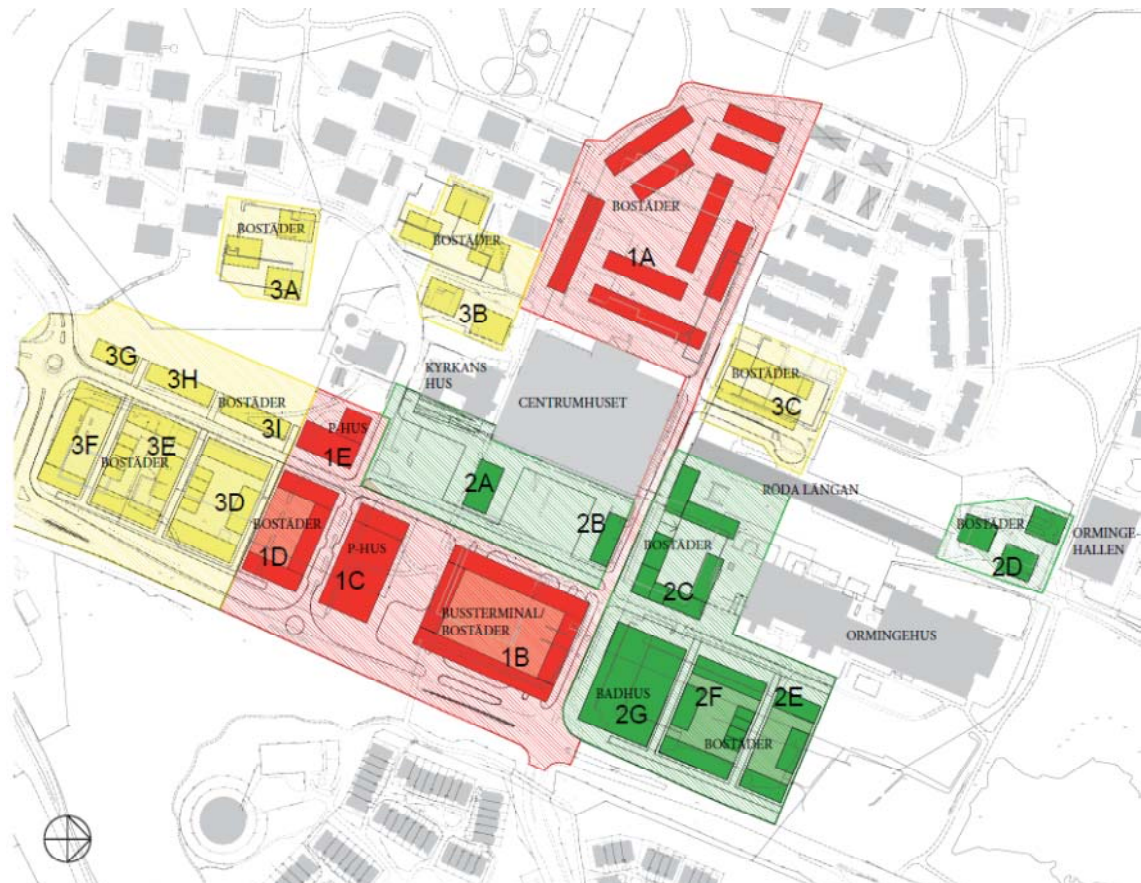 BOSTÄDER
1A
BOSTÄDER
3A
BOSTÄDER
3B
3G
3H
BOSTÄDER
3I
KYRKANS
HUS
CENTRUMHUSET
BOSTÄDER
3C
3F
3E
BOSTÄDER
3D
P-HUS
1E
2A
2B
RÖDA LÄNGAN
BOSTÄDER
1D
P-HUS
1C
BOSTÄDER
2C
BOSTÄDER
2D
ORMINGE-
HALLEN
BUSSTERMINAL/
BOSTÄDER
1B
ORMINGEHUS
BADHUS
2G
2F
2E
BOSTÄDER